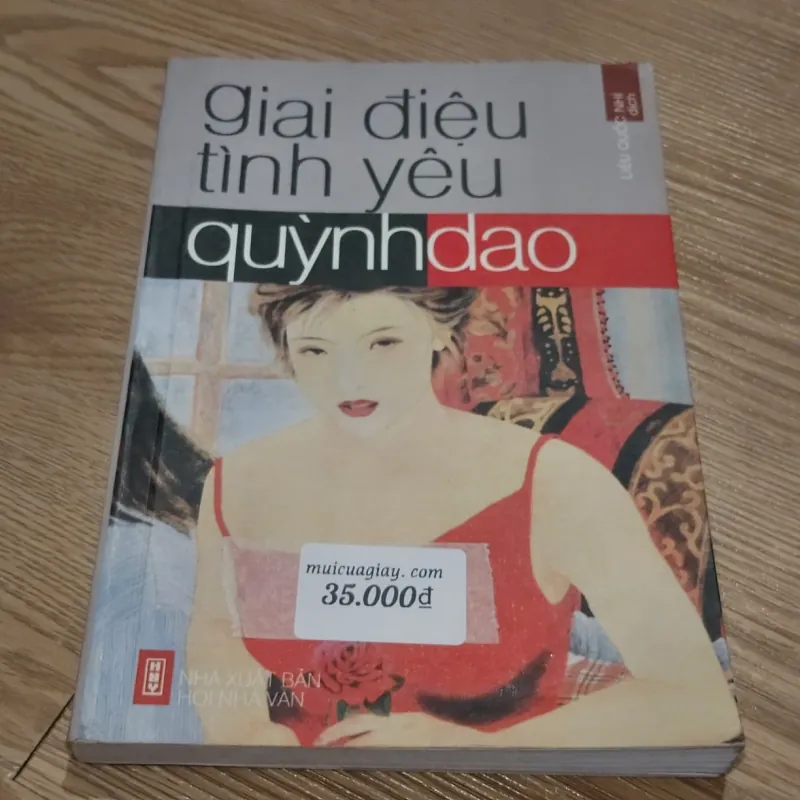 giai điệu
tình yêu
LIÊU QUỐC NHĨ
dịch
quỳnhdao
muicuagiay.com
35.000đ
HNV
NHÀ XUẤT BẢN
HỘI NHÀ VĂN